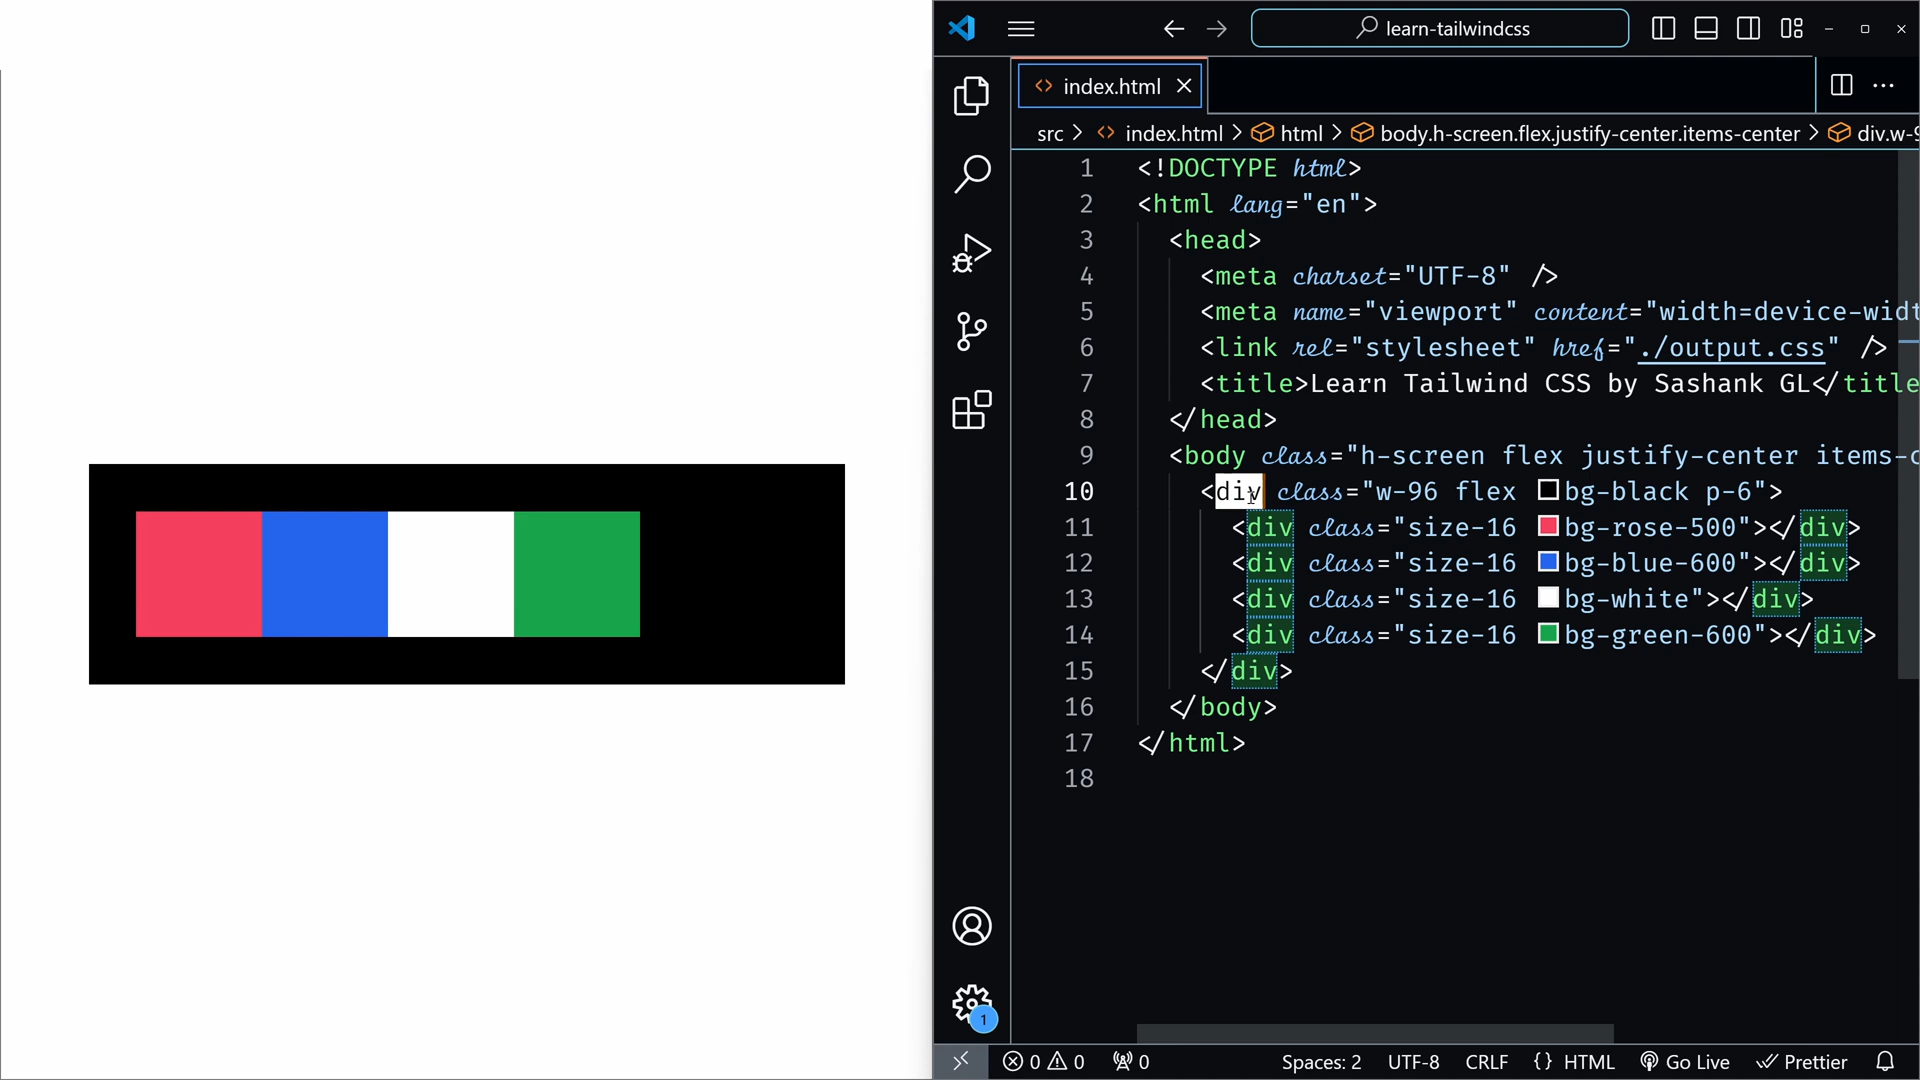 learn-tailwindcss
index.html
src > index.html > html > body.h-screen.flex.justify-center.items-center > div.w-9
1 <!DOCTYPE html>
2 <html lang="en">
3 <head>
4 <meta charset="UTF-8" />
5 <meta name="viewport" content="width=device-widt
6 <link rel="stylesheet" href="./output.css" />
7 <title>Learn Tailwind CSS by Sashank GL</title
8 </head>
9 <body class="h-screen flex justify-center items-c
10 <div class="w-96 flex bg-black p-6">
11 <div class="size-16 bg-rose-500"></div>
12 <div class="size-16 bg-blue-600"></div>
13 <div class="size-16 bg-white"></div>
14 <div class="size-16 bg-green-600"></div>
15 </div>
16 </body>
17 </html>
18
1
0 0 0 Spaces: 2 UTF-8 CRLF {} HTML Go Live Prettier